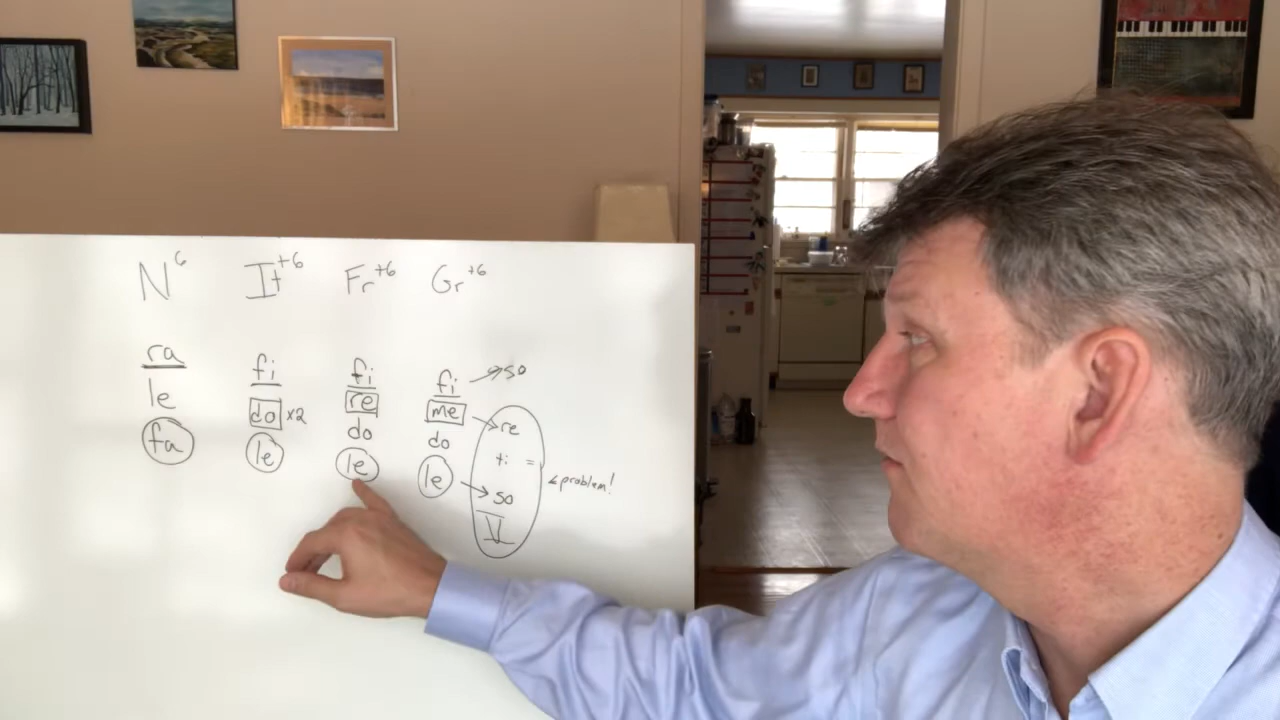 N6 It+6 Fr+6 Gr+6
ra fi fi fi → so
le do x2 re me → re
fa le do do ti =
le le → so
V
< problem!